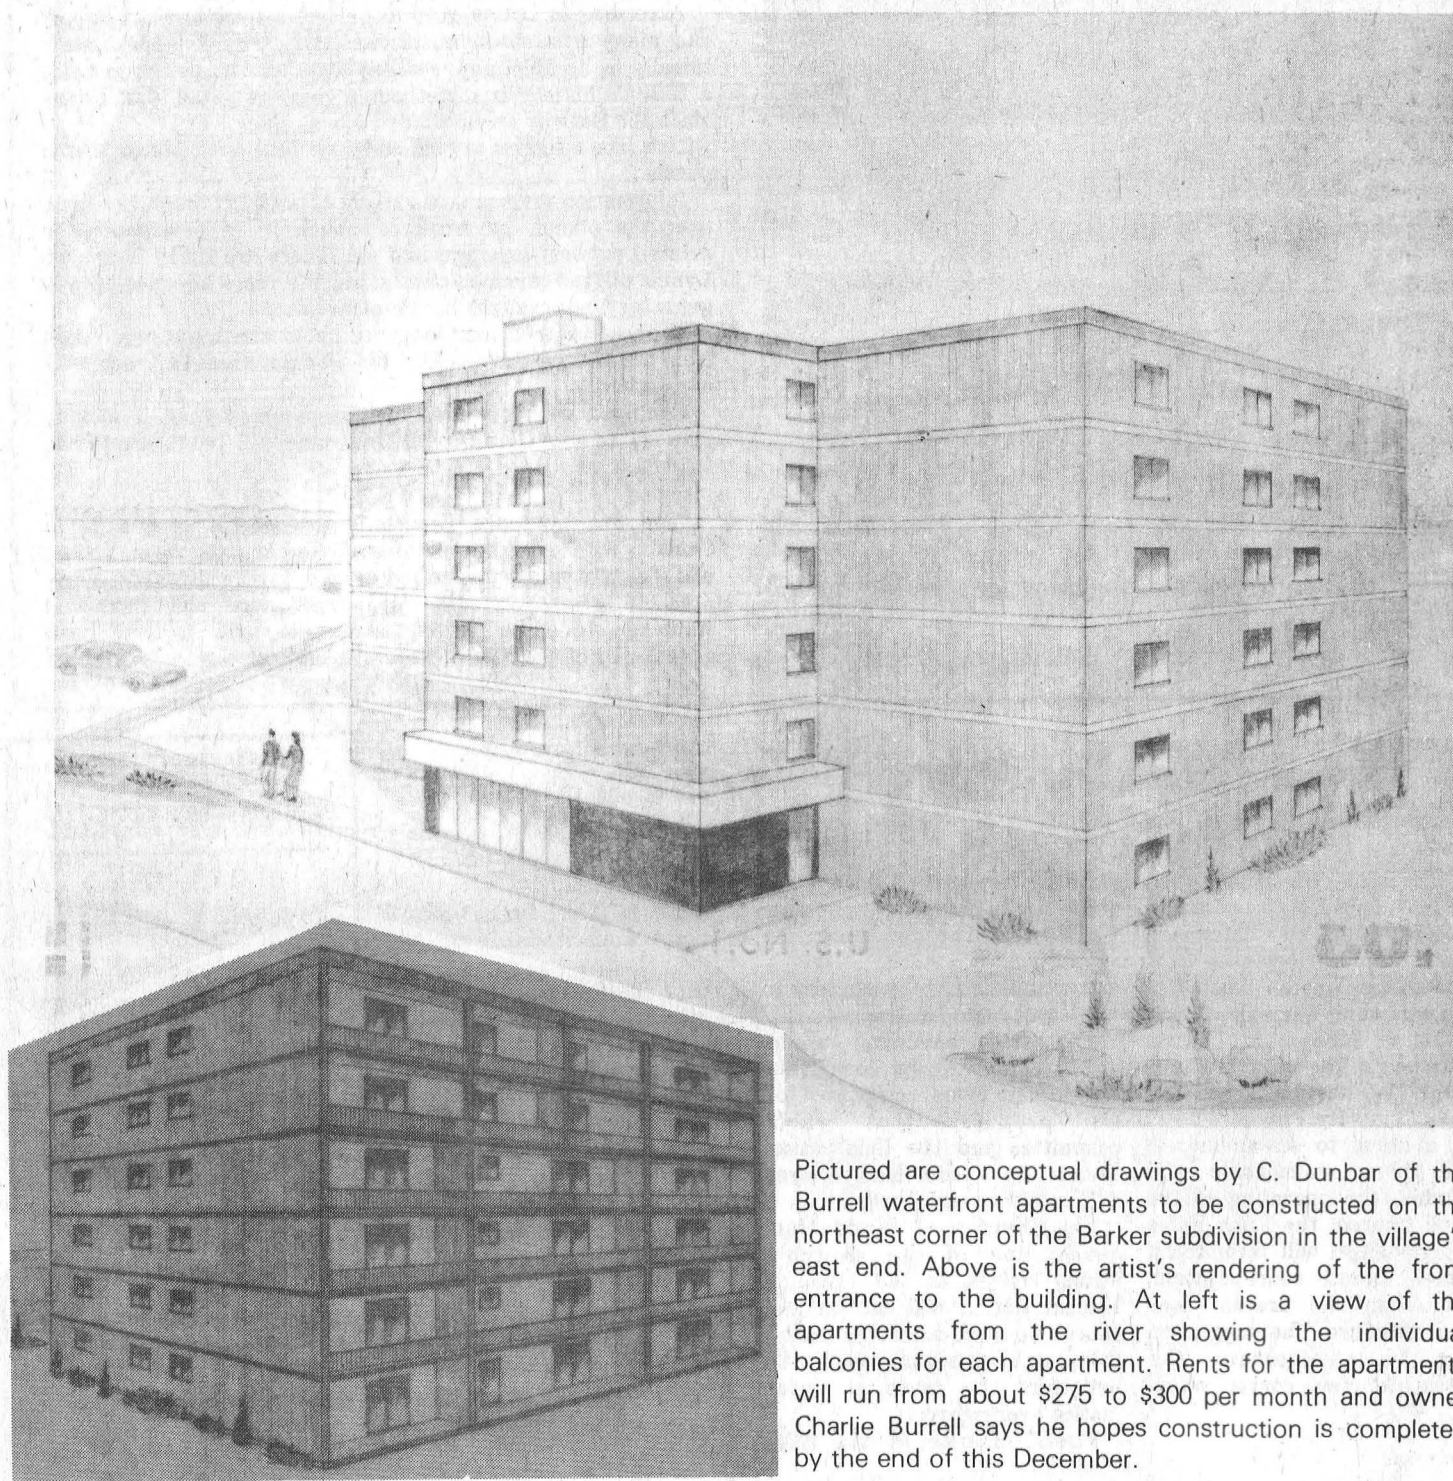 Pictured are conceptual drawings by C. Dunbar of th
Burrell waterfront apartments to be constructed on th
northeast corner of the Barker subdivision in the village'
east end. Above is the artist's rendering of the fron
entrance to the building. At left is a view of th
apartments from the river showing the individua
balconies for each apartment. Rents for the apartment
will run from about $275 to $300 per month and owne
Charlie Burrell says he hopes construction is complete
by the end of this December.